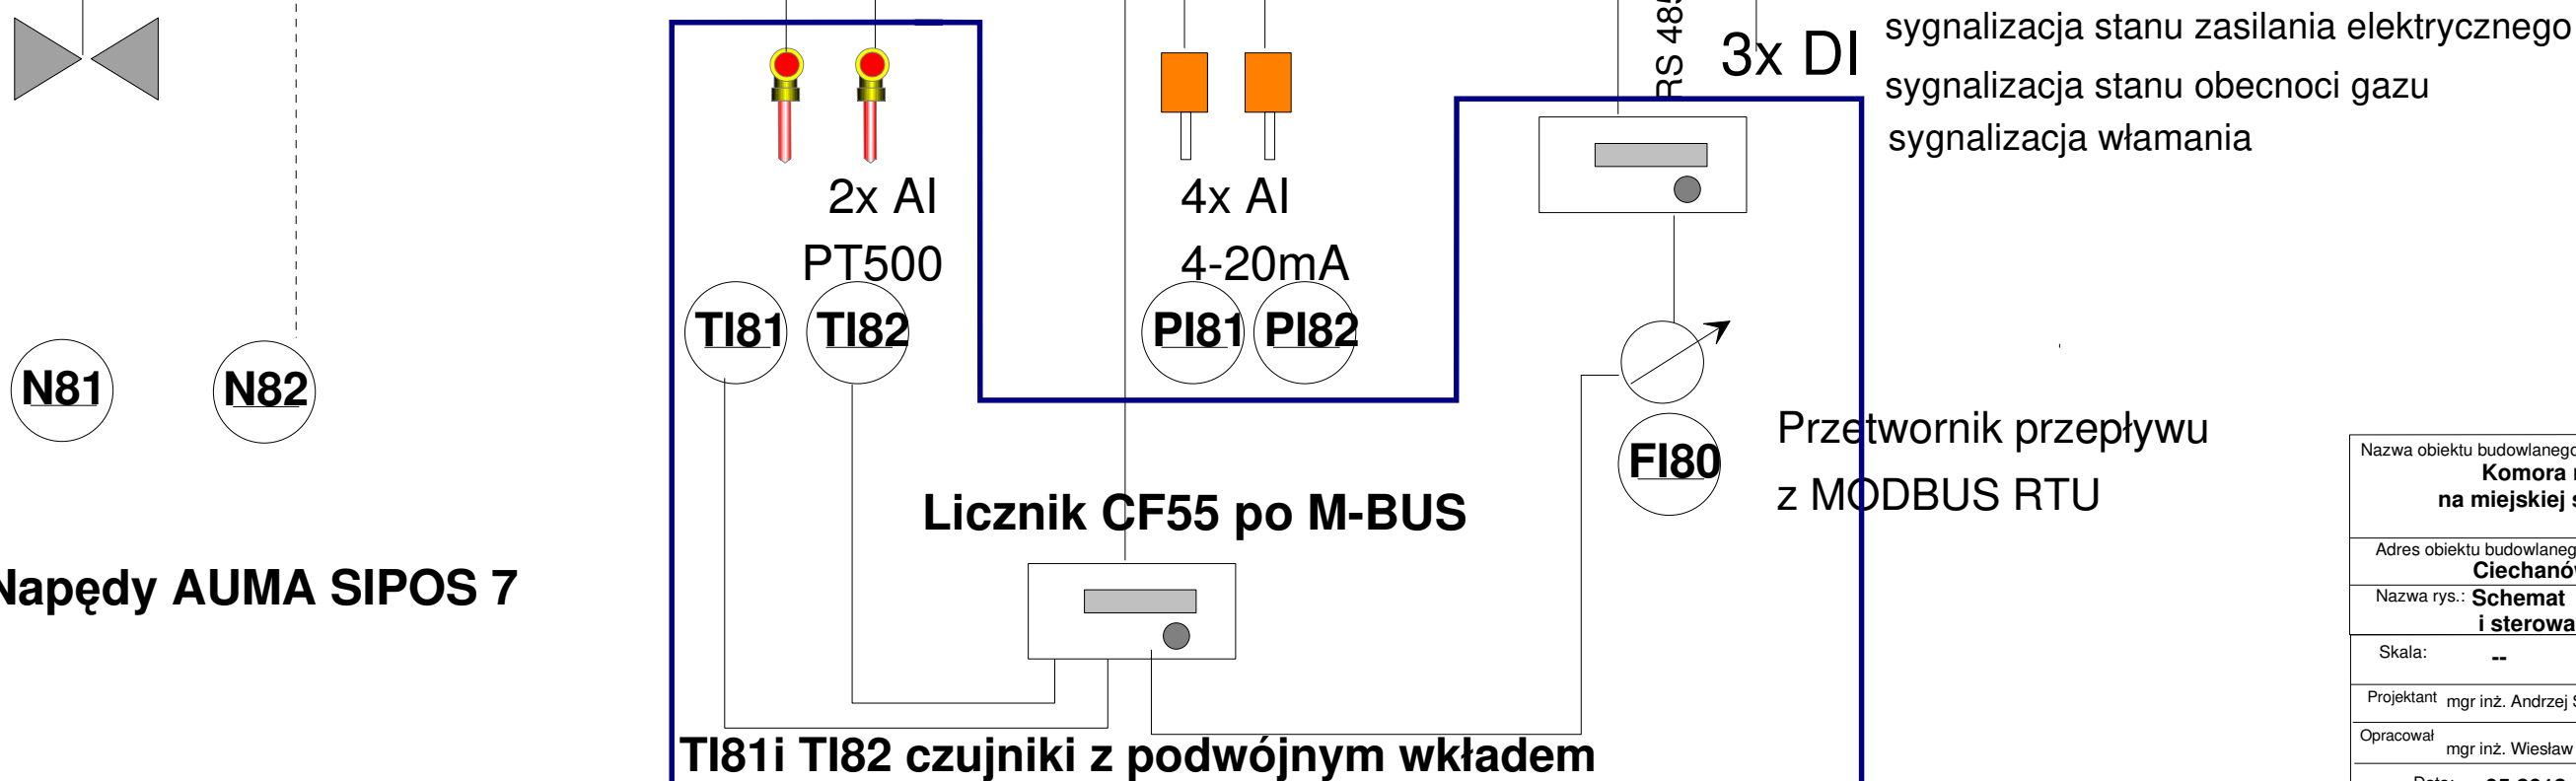 RS 485
3x DI
sygnalizacja stanu zasilania elektrycznego
sygnalizacja stanu obecnoci gazu
sygnalizacja włamania
2x AI
PT500
4x AI
4-20mA
TI81
TI82
PI81
PI82
N81
N82
FI80
Przetwornik przepływu
z MODBUS RTU
Licznik CF55 po M-BUS
Napędy AUMA SIPOS 7
TI81i TI82 czujniki z podwójnym wkładem
Nazwa obiektu budowlanego
Komora
na miejskiej
Adres obiektu budowlaneg
Ciechanó
Nazwa rys.: Schemat
i sterowa
Skala: --
Projektant mgr inż. Andrzej
Opracował mgr inż. Wiesław